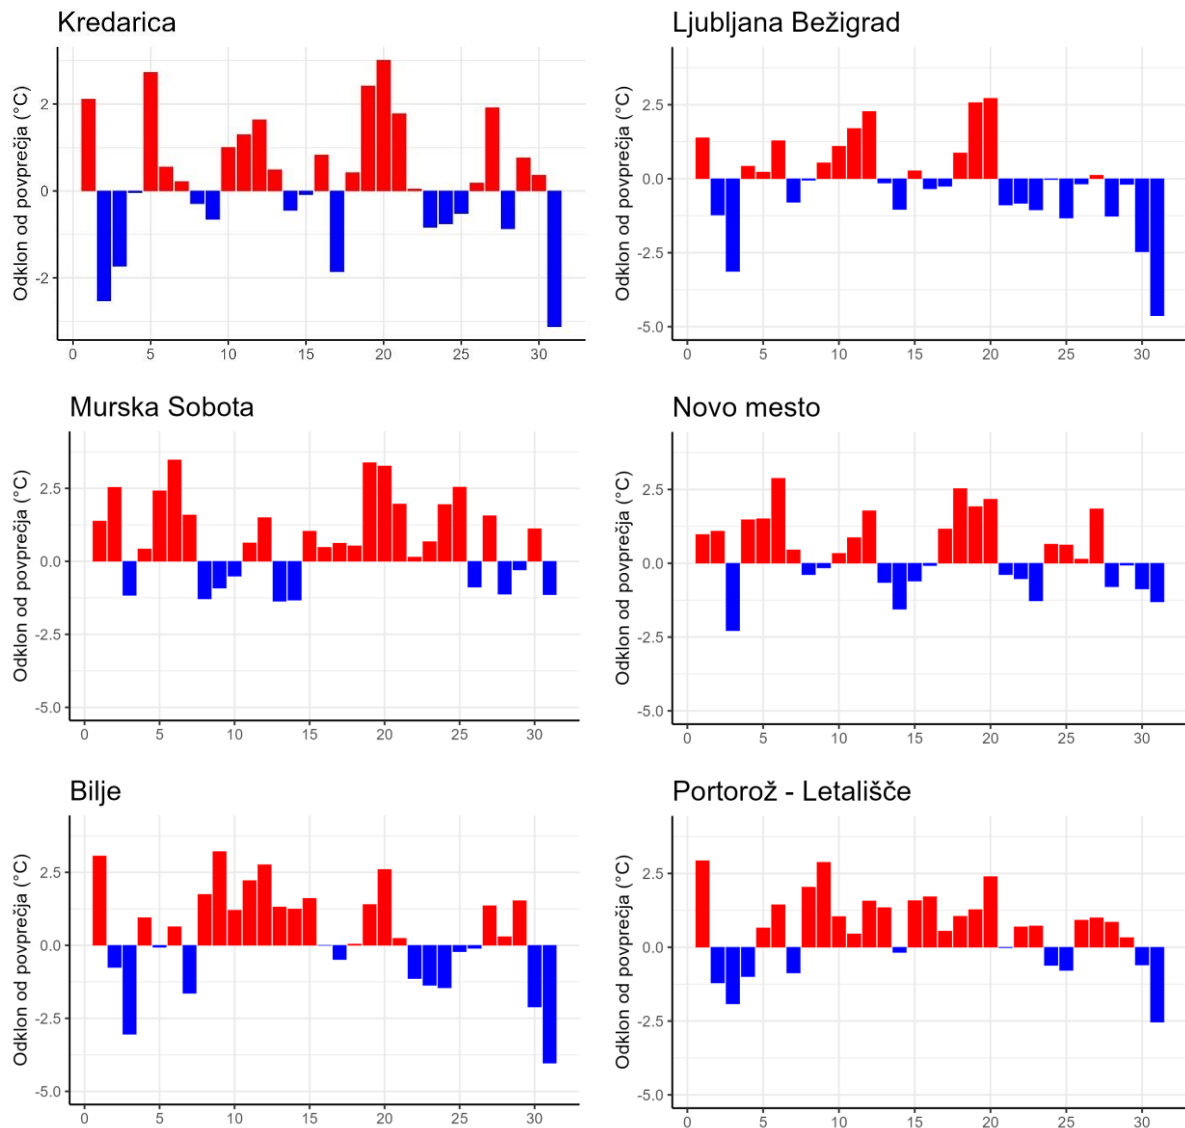 Kredarica
Odklon od povprečja (°C)
2
0
-2
0 5 10 15 20 25 30
Ljubljana Bežigrad
Odklon od povprečja (°C)
2.5
0.0
-2.5
-5.0
0 5 10 15 20 25 30
Murska Sobota
Odklon od povprečja (°C)
2.5
0.0
-2.5
-5.0
0 5 10 15 20 25 30
Novo mesto
Odklon od povprečja (°C)
2.5
0.0
-2.5
-5.0
0 5 10 15 20 25 30
Bilje
Odklon od povprečja (°C)
2.5
0.0
-2.5
-5.0
0 5 10 15 20 25 30
Portorož - Letališče
Odklon od povprečja (°C)
2.5
0.0
-2.5
-5.0
0 5 10 15 20 25 30